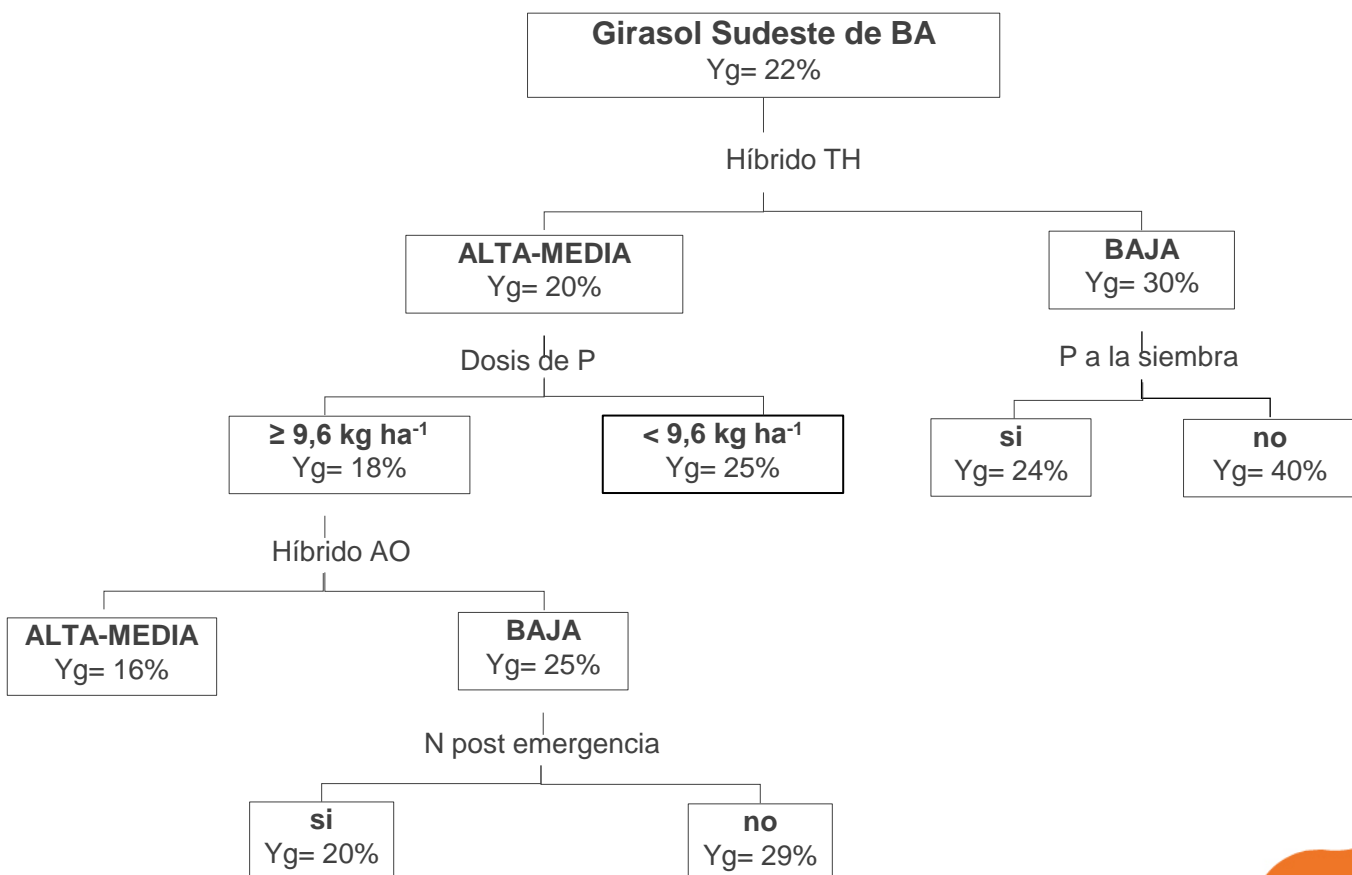 Girasol Sudeste de BA
Yg= 22%
Híbrido TH
ALTA-MEDIA
Yg= 20%
BAJA
Yg= 30%
Dosis de P
P a la siembra
≥ 9,6 kg ha⁻¹
Yg= 18%
< 9,6 kg ha⁻¹
Yg= 25%
si
Yg= 24%
no
Yg= 40%
Híbrido AO
ALTA-MEDIA
Yg= 16%
BAJA
Yg= 25%
N post emergencia
si
Yg= 20%
no
Yg= 29%